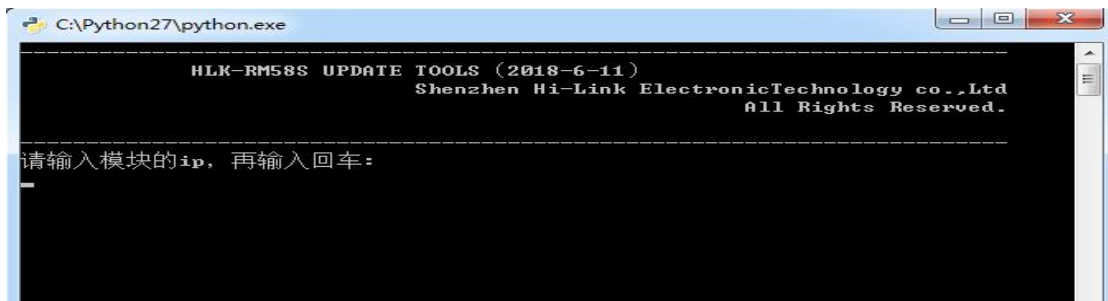 C:\Python27\python.exe
HLK-RM58S UPDATE TOOLS (2018-6-11)
Shenzhen Hi-Link ElectronicTechnology co.,Ltd
All Rights Reserved.
请输入模块的ip, 再输入回车: